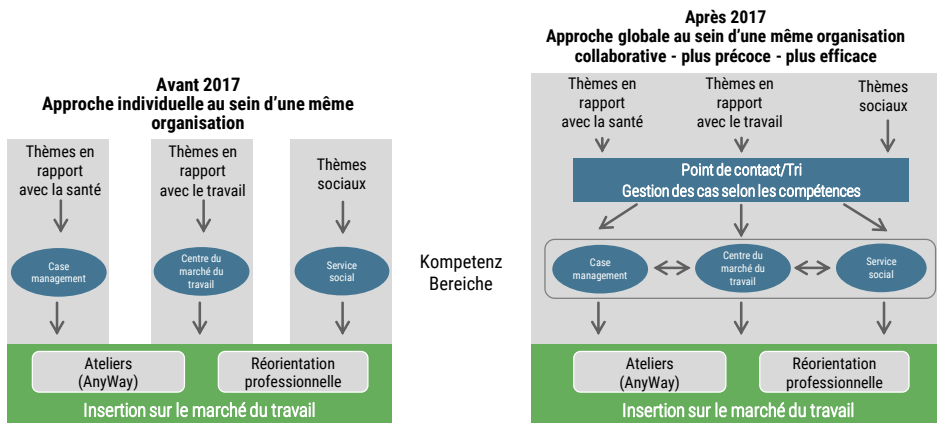 Avant 2017
Approche individuelle au sein d'une même
organisation
Thèmes en
rapport
avec la santé
Thèmes en
rapport
avec le travail
Thèmes
sociaux
Case
management
Centre du
marché du
travail
Service
social
Ateliers
(AnyWay)
Réorientation
professionnelle
Insertion sur le marché du travail
Kompetenz
Bereiche
Après 2017
Approche globale au sein d'une même organisation
collaborative - plus précoce - plus efficace
Thèmes en
rapport
avec la santé
Thèmes en
rapport
avec le travail
Thèmes
sociaux
Point de contact/Tri
Gestion des cas selon les compétences
Case
management
Centre du
marché du
travail
Service
social
Ateliers
(AnyWay)
Réorientation
professionnelle
Insertion sur le marché du travail